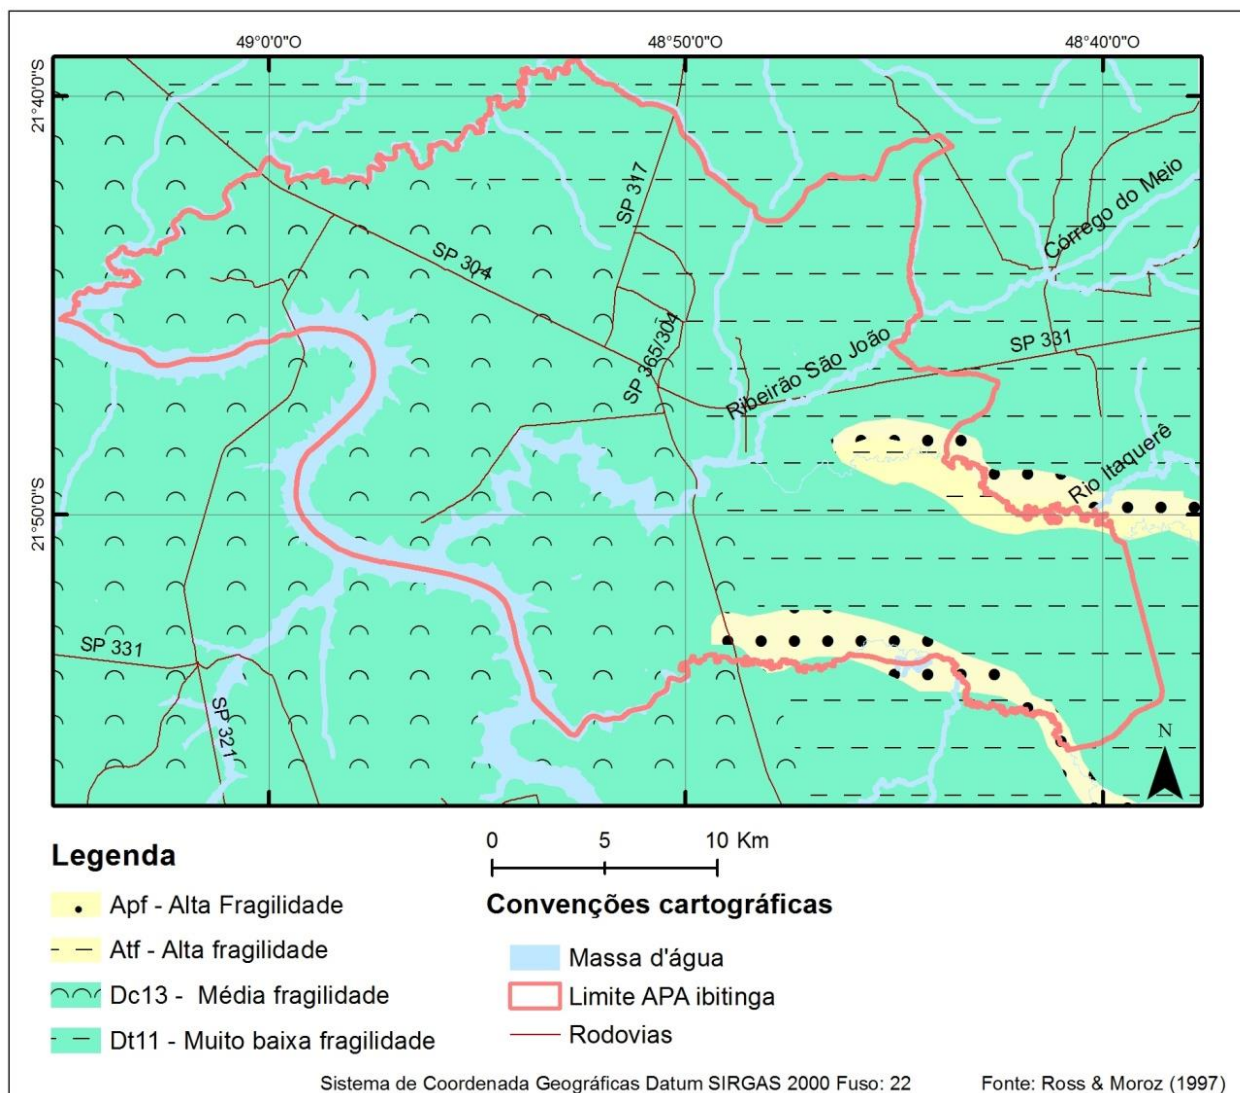 49°0'0"O
48°50'0"O
48°40'0"O
21°40'0"S
SP 317
Córrego do Meio
SP 304
SP 365/304
Ribeirão São João
SP 331
Rio Itaquerê
21°50'0"S
SP 331
SP 321
N
0 5 10 Km
Legenda
Apf - Alta Fragilidade
Atf - Alta fragilidade
Dc13 - Média fragilidade
Dt11 - Muito baixa fragilidade
Convenções cartográficas
Massa d'água
Limite APA ibitinga
Rodovias
Sistema de Coordenada Geográficas Datum SIRGAS 2000 Fuso: 22
Fonte: Ross & Moroz (1997)